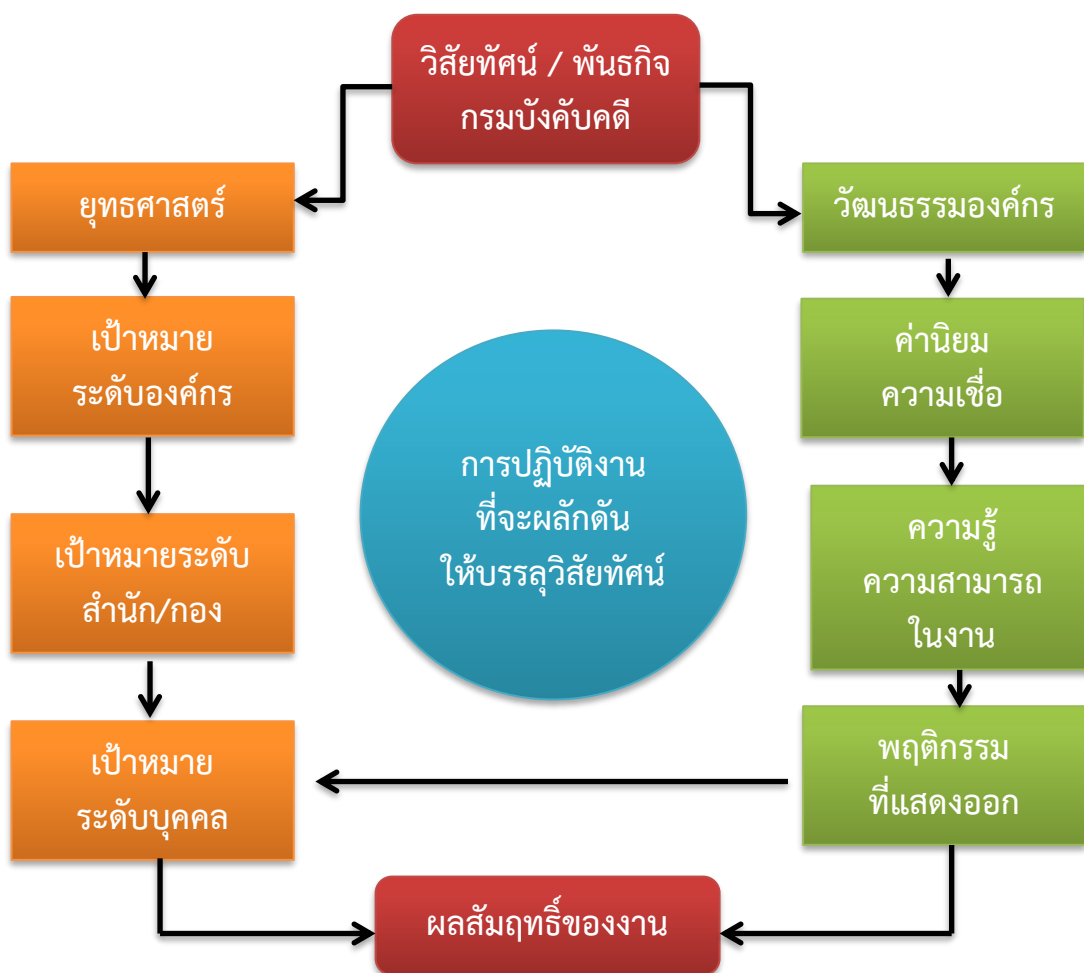 วิสัยทัศน์ / พันธกิจ
กรมบังคับคดี
ยุทธศาสตร์
วัฒนธรรมองค์กร
เป้าหมาย
ระดับองค์กร
ค่านิยม
ความเชื่อ
การปฏิบัติงาน
ที่จะผลักดัน
ให้บรรลุวิสัยทัศน์
เป้าหมายระดับ
สำนัก/กอง
ความรู้
ความสามารถ
ในงาน
เป้าหมาย
ระดับบุคคล
พฤติกรรม
ที่แสดงออก
ผลสัมฤทธิ์ของงาน